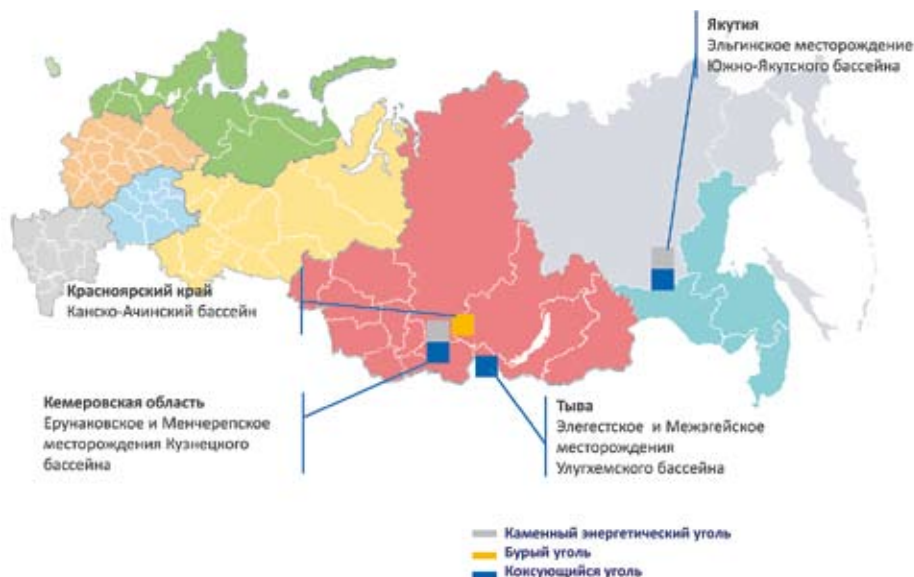 Якутия
Эльгинское месторождение
Южно-Якутского бассейна
Красноярский край
Канско-Ачинский бассейн
Кемеровская область
Ерунаковское и Менчерепское
месторождения Кузнецкого
бассейна
Тыва
Элегестское и Межэгейское
месторождения
Улугхемского бассейна
Каменный энергетический уголь
Бурый уголь
Коксующийся уголь